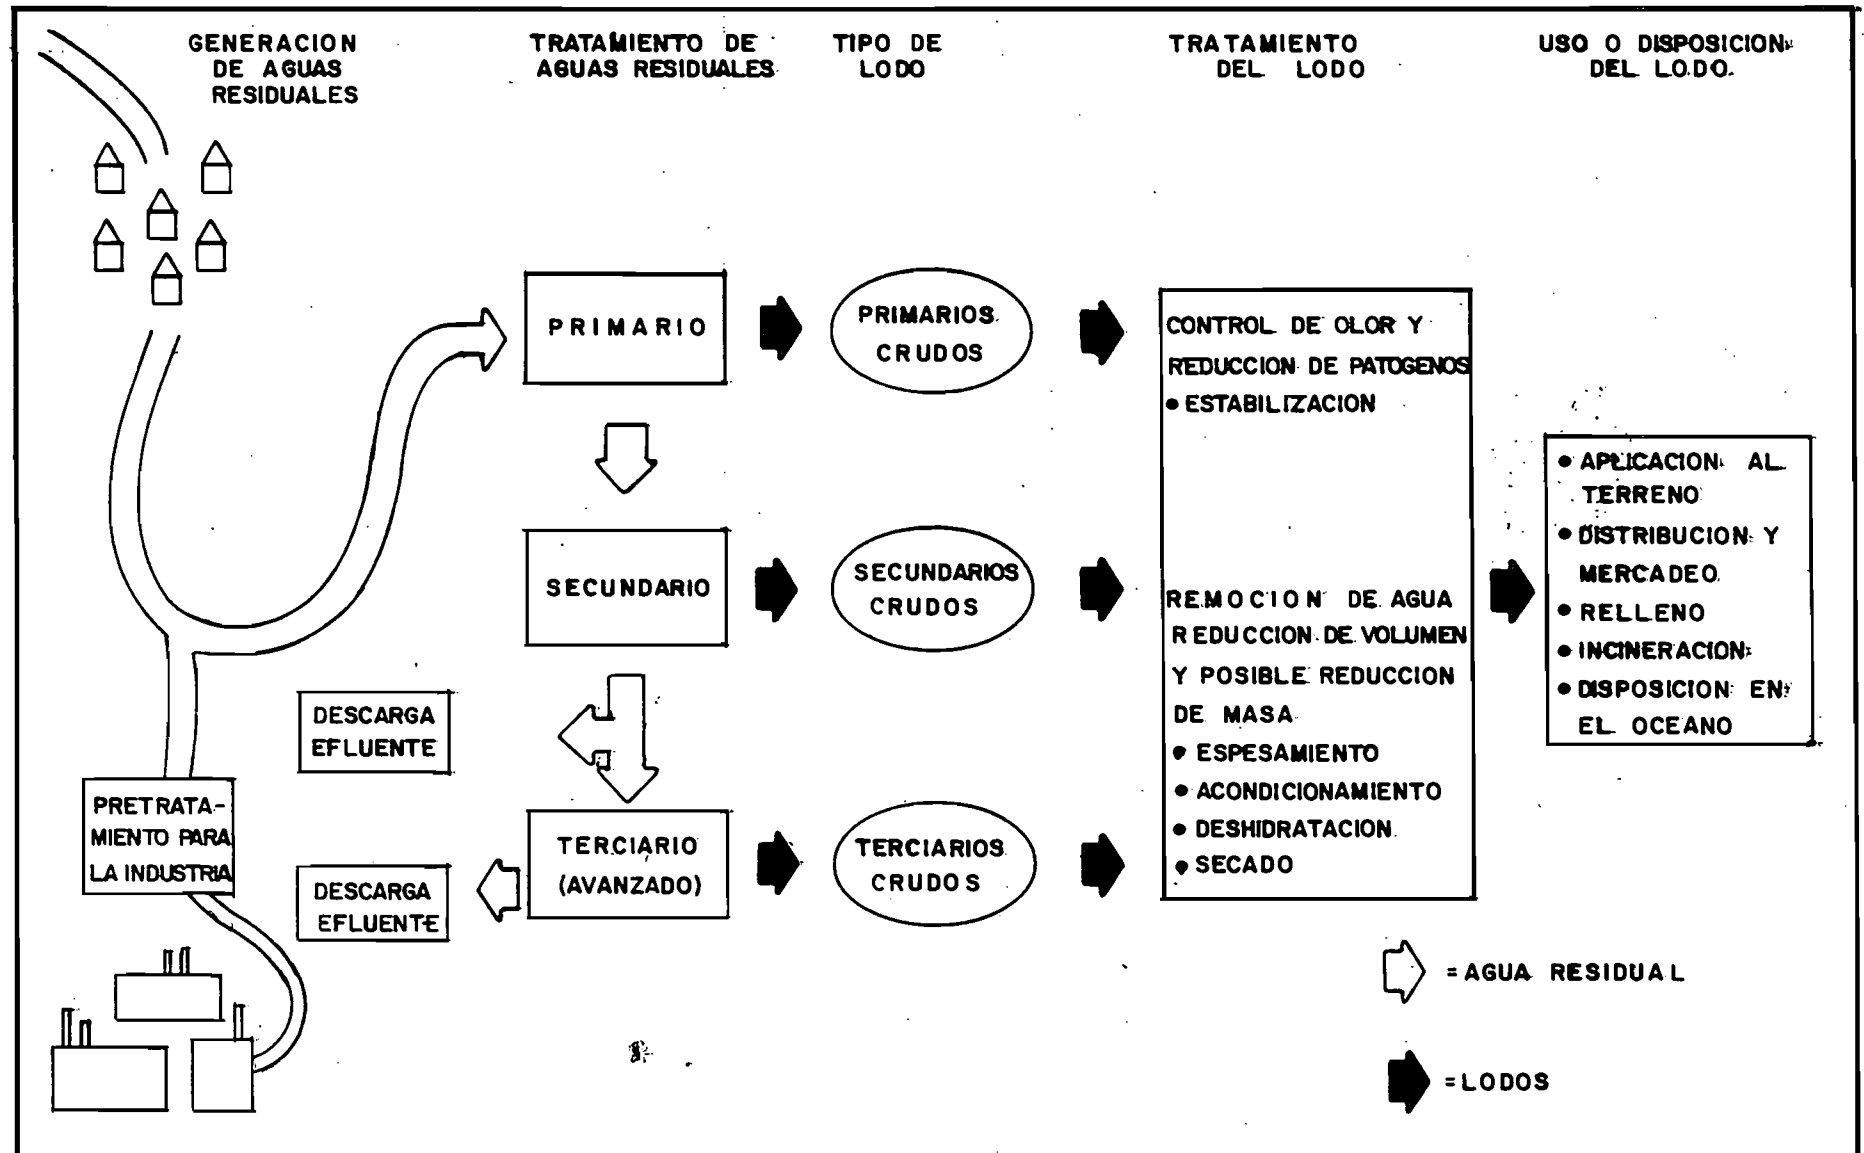 GENERACION
DE AGUAS
RESIDUALES
TRATAMIENTO DE
AGUAS RESIDUALES
TIPO DE
LODO
TRATAMIENTO
DEL LODO
USO O DISPOSICION
DEL LODO.
PRIMARIO
PRIMARIOS
CRUDOS
CONTROL DE OLOR Y
REDUCCION DE PATOGENOS
• ESTABILIZACION
SECUNDARIO
SECUNDARIOS
CRUDOS
REMOCION DE AGUA
REDUCCION DE VOLUMEN
Y POSIBLE REDUCCION
DE MASA
• ESPESAMIENTO
• ACONDICIONAMIENTO
• DESHIDRATACION
• SECADO
• APLICACION AL
TERRENO
• DISTRIBUCION Y
MERCADEO
• RELLENO
• INCINERACION
• DISPOSICION EN
EL OCEANO
DESCARGA
EFLUENTE
PRETRATA-
MIENTO PARA
LA INDUSTRIA
DESCARGA
EFLUENTE
TERCIARIO
(AVANZADO)
TERCIARIOS
CRUDOS
=AGUA RESIDUAL
=LODOS